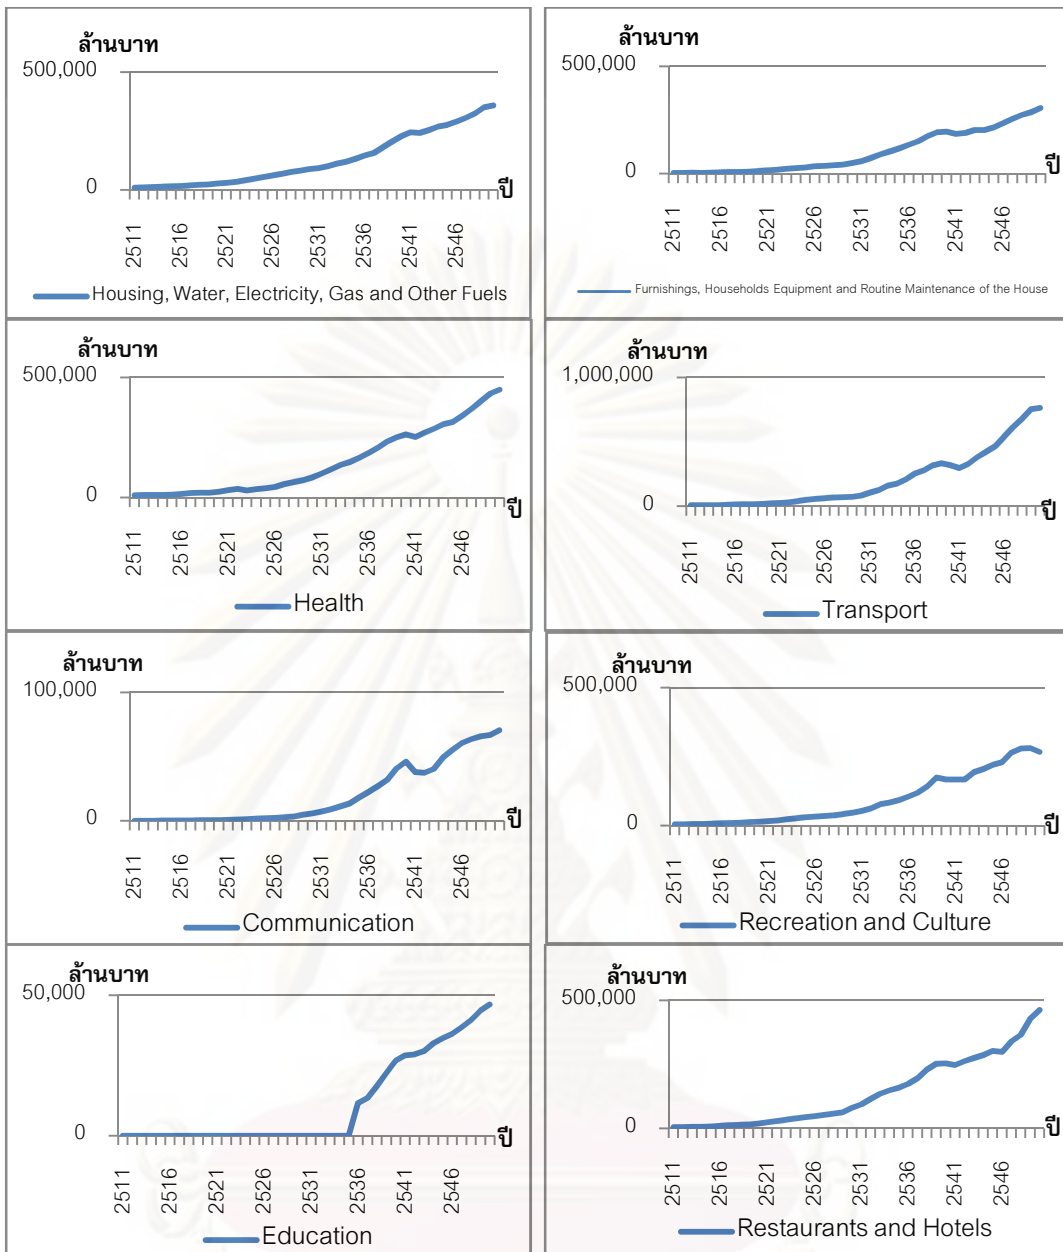 ล้านบาท
500,000
0
ปี
2511 2516 2521 2526 2531 2536 2541 2546
Housing, Water, Electricity, Gas and Other Fuels
ล้านบาท
500,000
0
ปี
2511 2516 2521 2526 2531 2536 2541 2546
Furnishings, Households Equipment and Routine Maintenance of the House
ล้านบาท
500,000
0
ปี
2511 2516 2521 2526 2531 2536 2541 2546
Health
ล้านบาท
1,000,000
0
ปี
2511 2516 2521 2526 2531 2536 2541 2546
Transport
ล้านบาท
100,000
0
ปี
2511 2516 2521 2526 2531 2536 2541 2546
Communication
ล้านบาท
500,000
0
ปี
2511 2516 2521 2526 2531 2536 2541 2546
Recreation and Culture
ล้านบาท
50,000
0
ปี
2511 2516 2521 2526 2531 2536 2541 2546
Education
ล้านบาท
500,000
0
ปี
2511 2516 2521 2526 2531 2536 2541 2546
Restaurants and Hotels